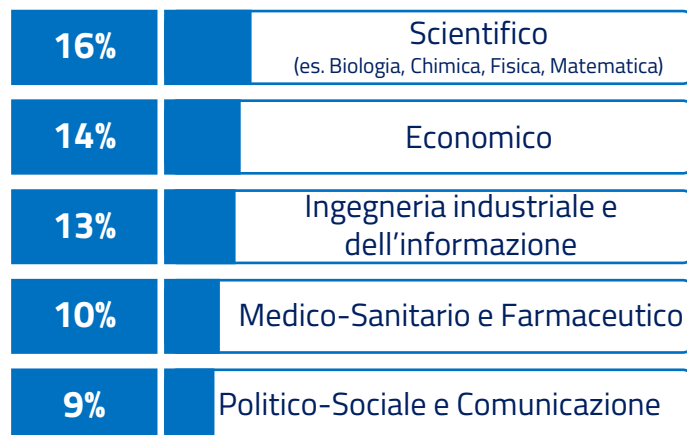 16%
Scientifico
(es. Biologia, Chimica, Fisica, Matematica)
14%
Economico
13%
Ingegneria industriale e
dell’informazione
10%
Medico-Sanitario e Farmaceutico
9%
Politico-Sociale e Comunicazione